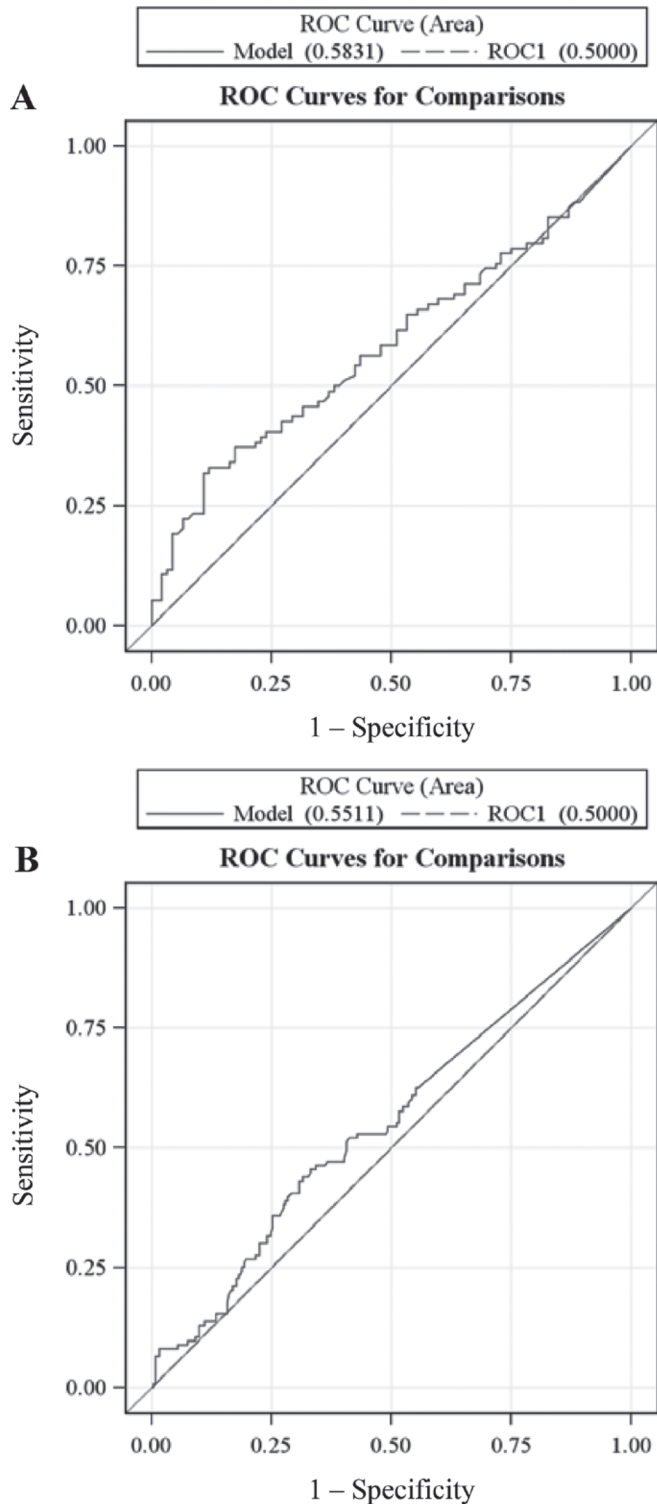 ROC Curve (Area)
Model (0.5831) ROC1 (0.5000)
A
ROC Curves for Comparisons
1.00
0.75
0.50
0.25
0.00
Sensitivity
0.00 0.25 0.50 0.75 1.00
1 – Specificity
ROC Curve (Area)
Model (0.5511) ROC1 (0.5000)
B
ROC Curves for Comparisons
1.00
0.75
0.50
0.25
0.00
Sensitivity
0.00 0.25 0.50 0.75 1.00
1 – Specificity